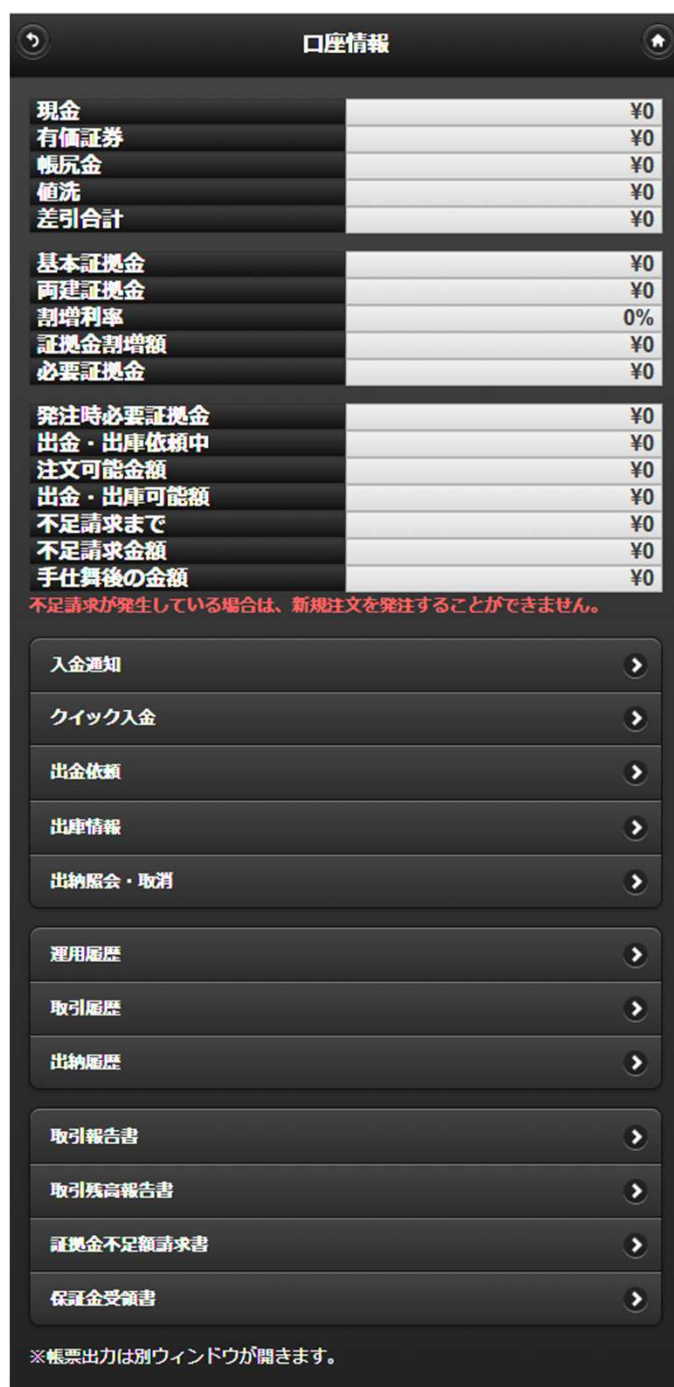 口座情報
現金 ¥0
有価証券 ¥0
帳尻金 ¥0
値洗 ¥0
差引合計 ¥0
基本証拠金 ¥0
両建証拠金 ¥0
割増利率 0%
証拠金割増額 ¥0
必要証拠金 ¥0
発注時必要証拠金 ¥0
出金・出庫依頼中 ¥0
注文可能金額 ¥0
出金・出庫可能額 ¥0
不足請求まで ¥0
不足請求金額 ¥0
手仕舞後の金額 ¥0
不足請求が発生している場合は、新規注文を発注することができません。
入金通知
クイック入金
出金依頼
出庫情報
出納照会・取消
運用履歴
取引履歴
出納履歴
取引報告書
取引残高報告書
証拠金不足額請求書
保証金受領書
※帳票出力は別ウィンドウが開きます。